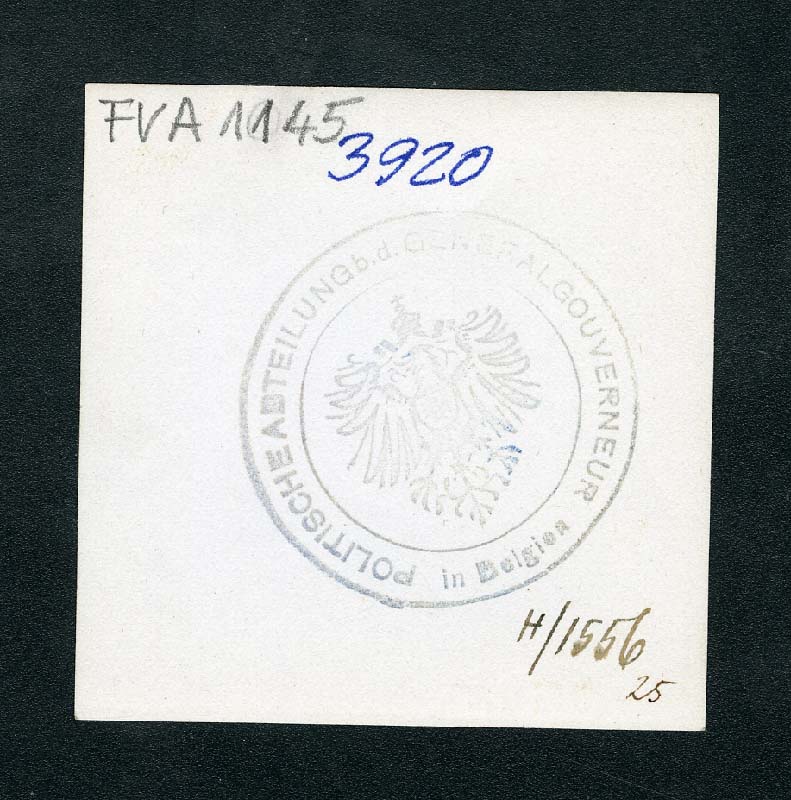 FVA 1145
3920
POLITISCHE ABTEILUNG b. d. GENERALGOUVERNEUR
in Belgien
H/1556
25